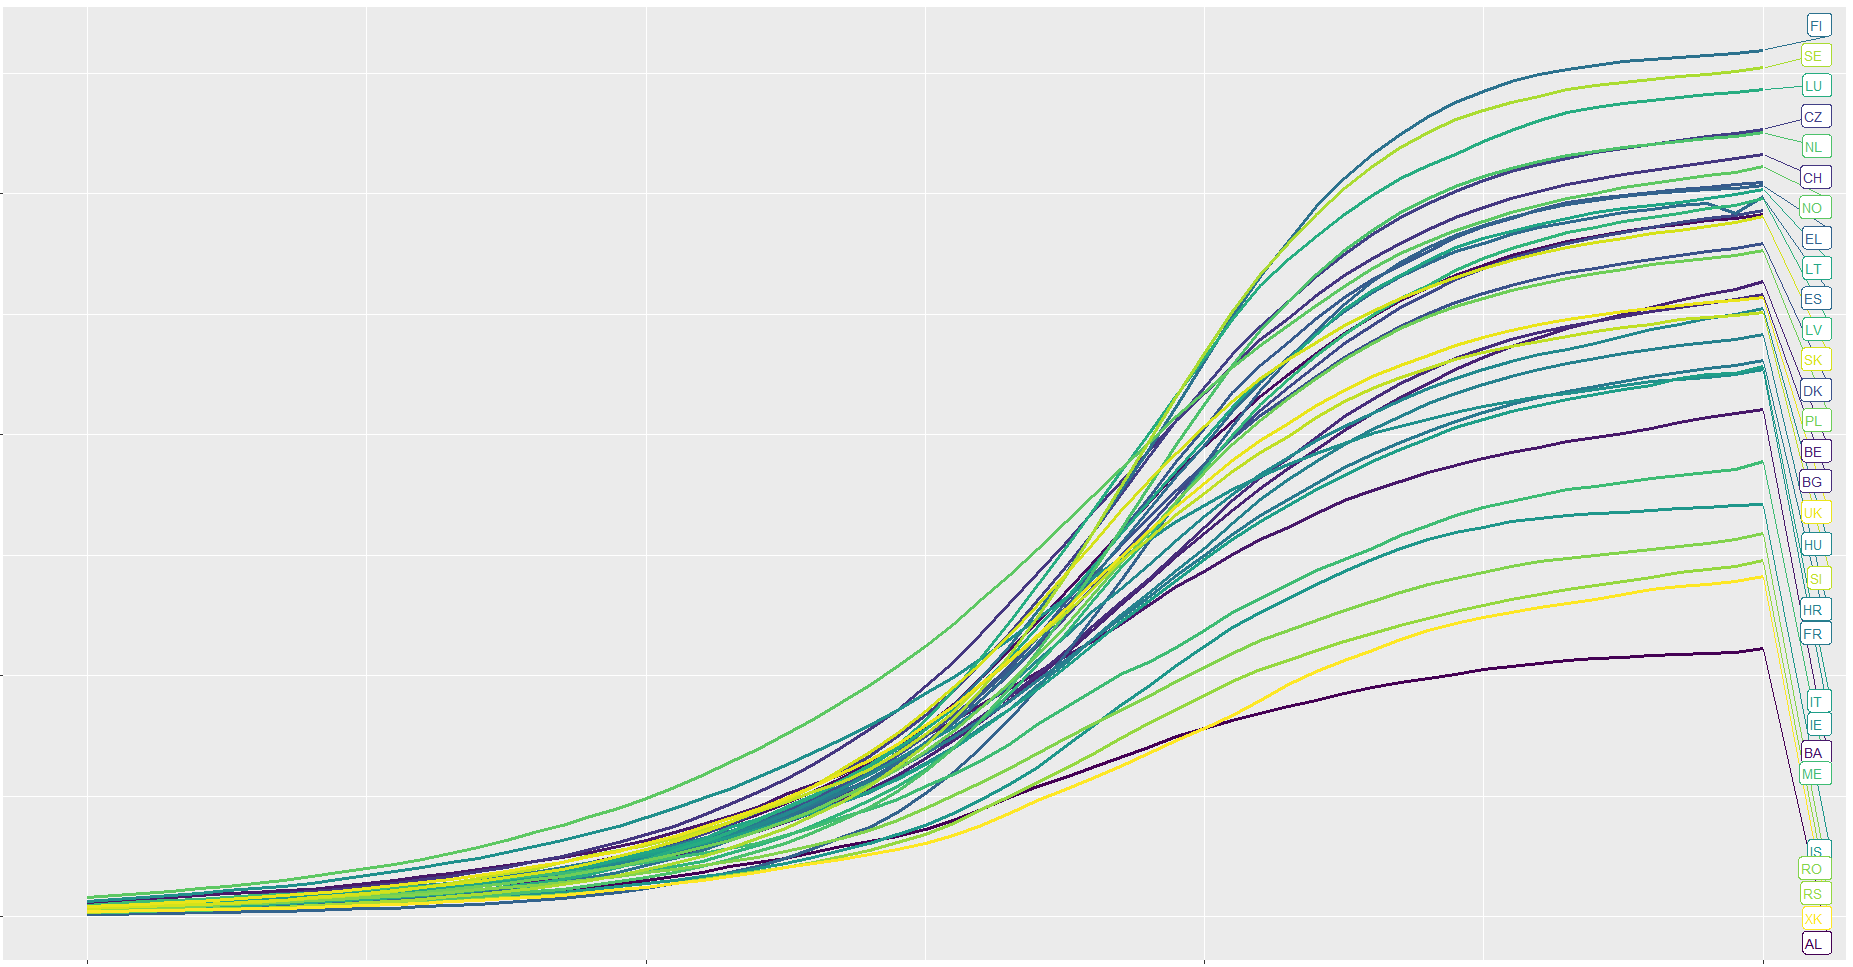 FI
SE
LU
CZ
NL
CH
NO
EL
LT
ES
LV
SK
DK
PL
BE
BG
UK
HU
SI
HR
FR
IT
IE
BA
ME
IS
RO
RS
XK
AL